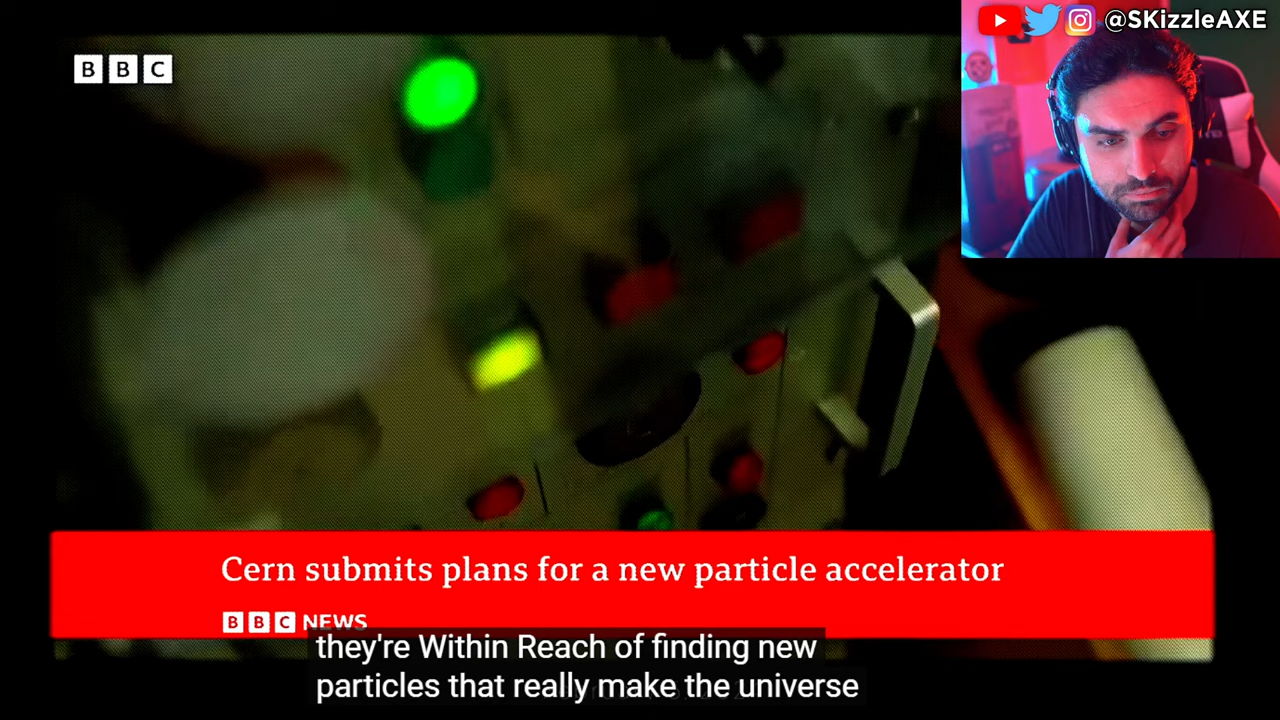 @SKizzleAXE
BBC
Cern submits plans for a new particle accelerator
BBC NEWS
they're Within Reach of finding new
particles that really make the universe